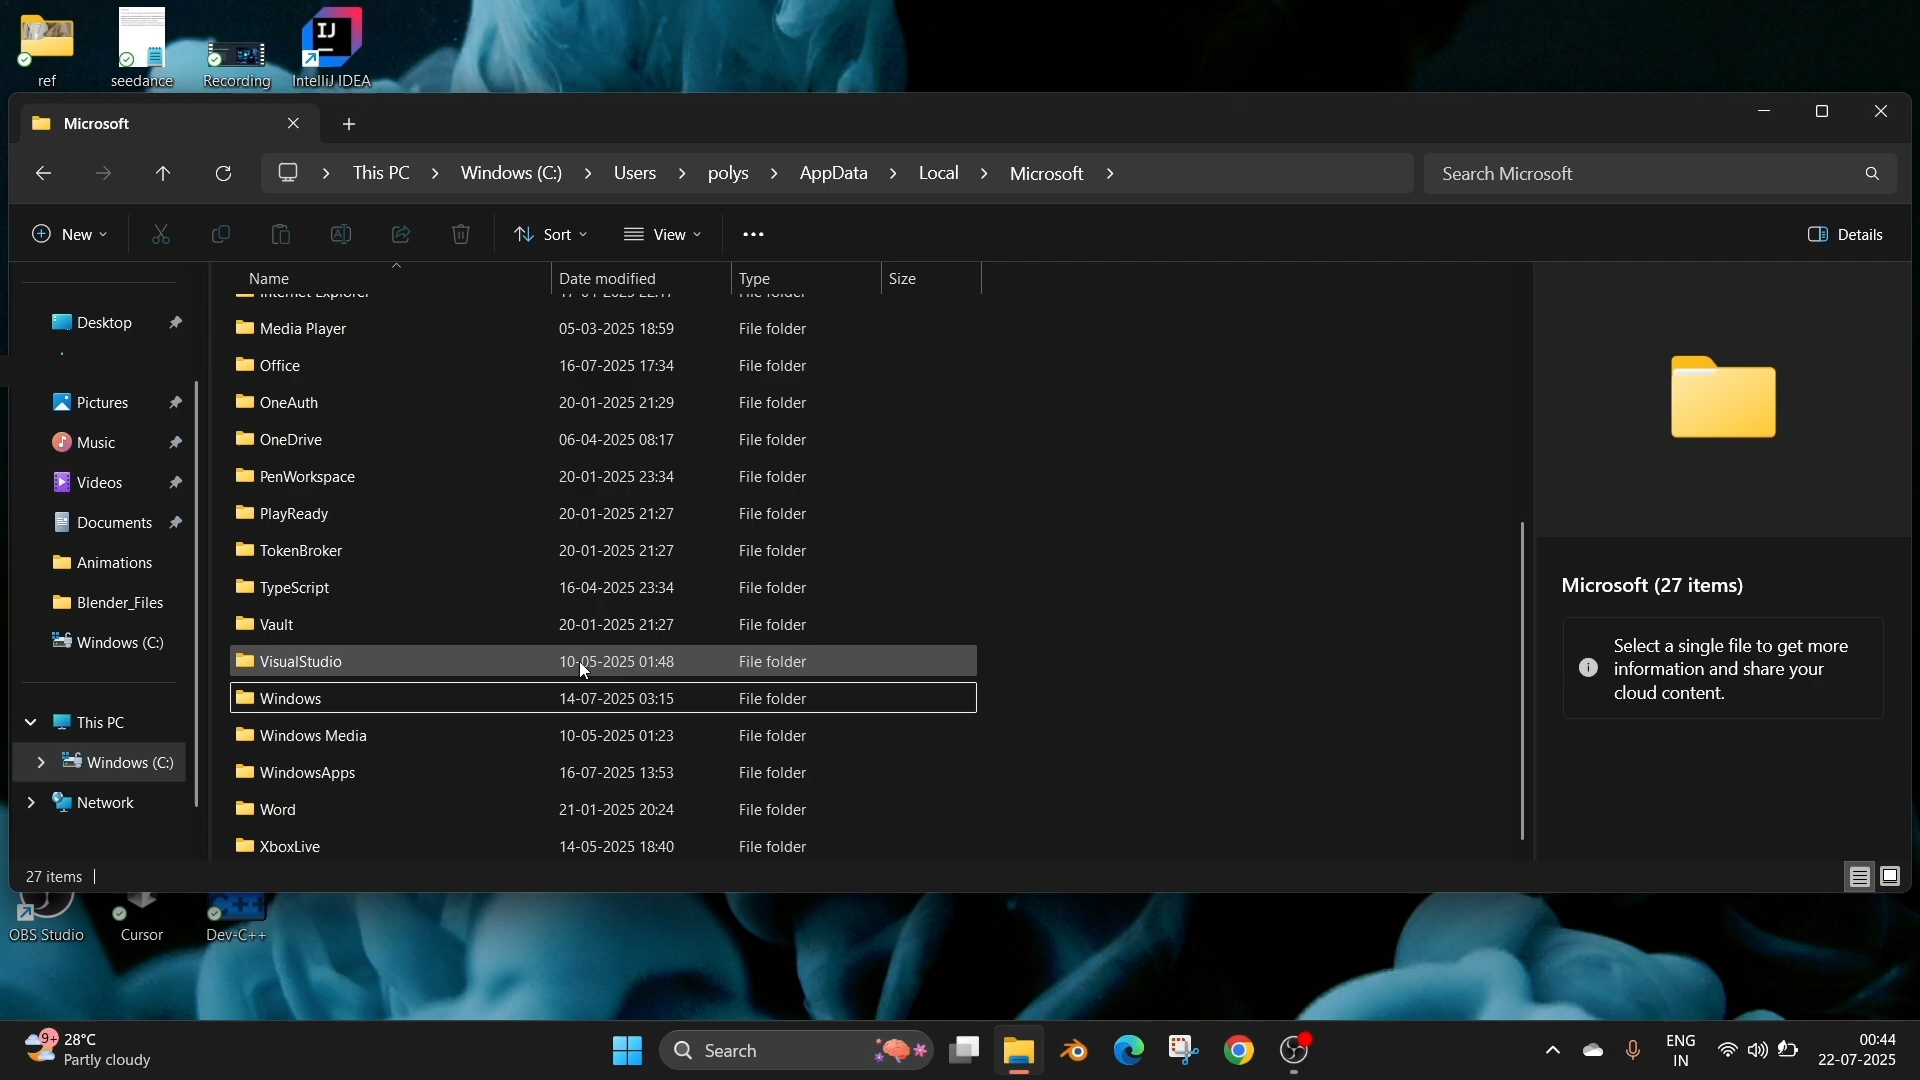 ref
seedance
Recording
IntelliJ IDEA
Microsoft
This PC
Windows (C:)
Users
polys
AppData
Local
Microsoft
Search Microsoft
New
Sort
View
Details
Name
Date modified
Type
Size
Internet Explorer
Media Player 05-03-2025 18:59 File folder
Office 16-07-2025 17:34 File folder
OneAuth 20-01-2025 21:29 File folder
OneDrive 06-04-2025 08:17 File folder
PenWorkspace 20-01-2025 23:34 File folder
PlayReady 20-01-2025 21:27 File folder
TokenBroker 20-01-2025 21:27 File folder
TypeScript 16-04-2025 23:34 File folder
Vault 20-01-2025 21:27 File folder
VisualStudio 10-05-2025 01:48 File folder
Windows 14-07-2025 03:15 File folder
Windows Media 10-05-2025 01:23 File folder
WindowsApps 16-07-2025 13:53 File folder
Word 21-01-2025 20:24 File folder
XboxLive 14-05-2025 18:40 File folder
Desktop
Pictures
Music
Videos
Documents
Animations
Blender_Files
Windows (C:)
This PC
Windows (C:)
Network
Microsoft (27 items)
Select a single file to get more
information and share your
cloud content.
27 items
OBS Studio
Cursor
Dev-C++
9+
28°C
Partly cloudy
Search
ENG
IN
00:44
22-07-2025